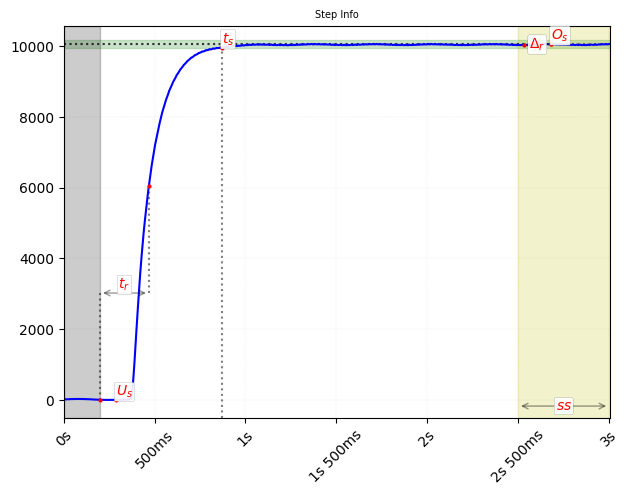 Step Info
10000
8000
6000
4000
2000
0
t_s
Δ_r
O_s
t_r
U_s
ss
0s
500ms
1s
1s 500ms
2s
2s 500ms
3s